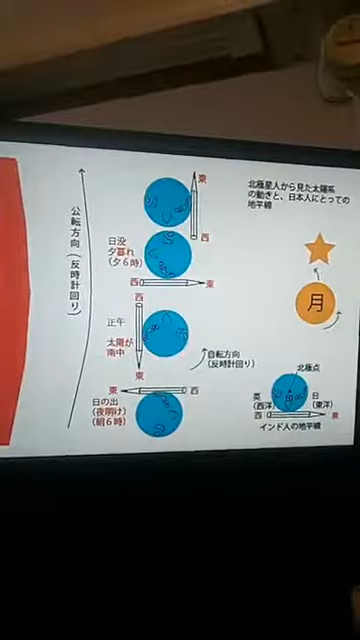 北極星人から見た太陽系
の動きと、日本人にとっての
地平線
公転方向(反時計回り)
東
西
日没
夕暮れ
(夕6時)
西
東
西
正午
太陽が
南中
東
自転方向
(反時計回り)
東
西
日の出
(夜明け)
(朝6時)
月
北極点
英
(西洋)
印
日
(東洋)
西
東
インド人の地平線